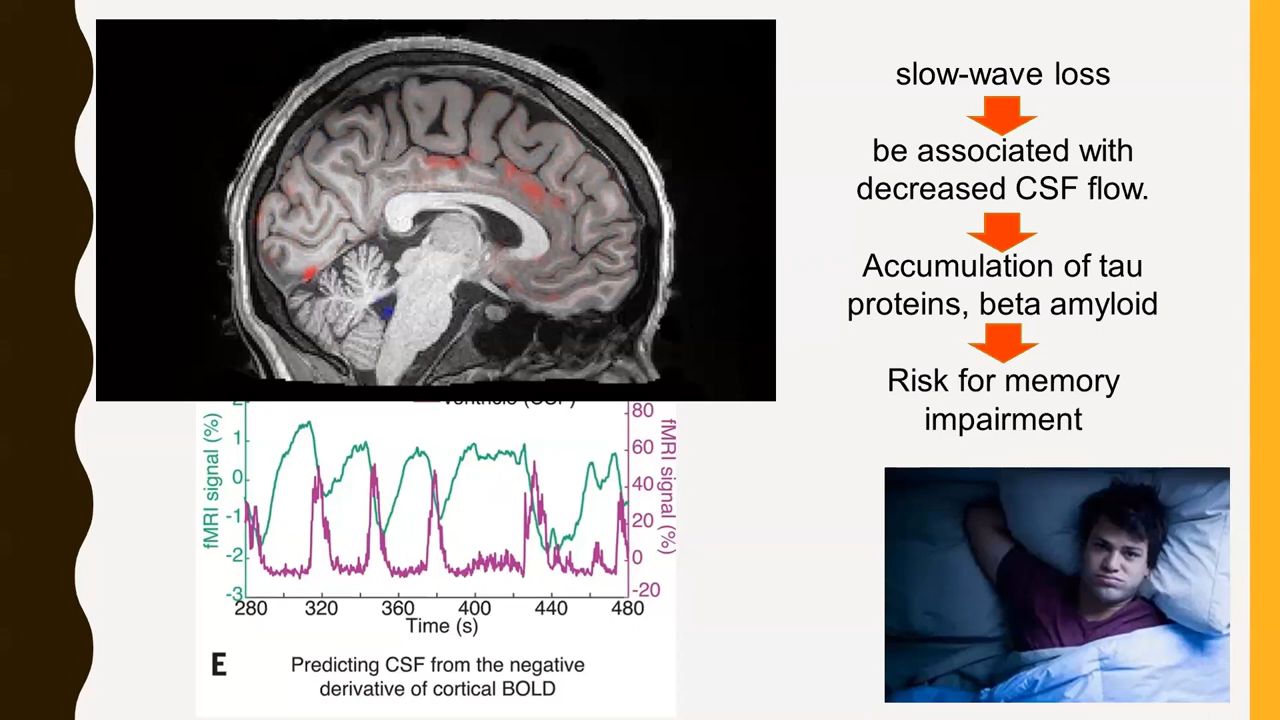 slow-wave loss
be associated with
decreased CSF flow.
Accumulation of tau
proteins, beta amyloid
Risk for memory
impairment
fMRI signal (%)
2
1
0
-1
-2
-3
80
60
40
20
0
-20
fMRI signal (%)
280 320 360 400 440 480
Time (s)
E
Predicting CSF from the negative
derivative of cortical BOLD